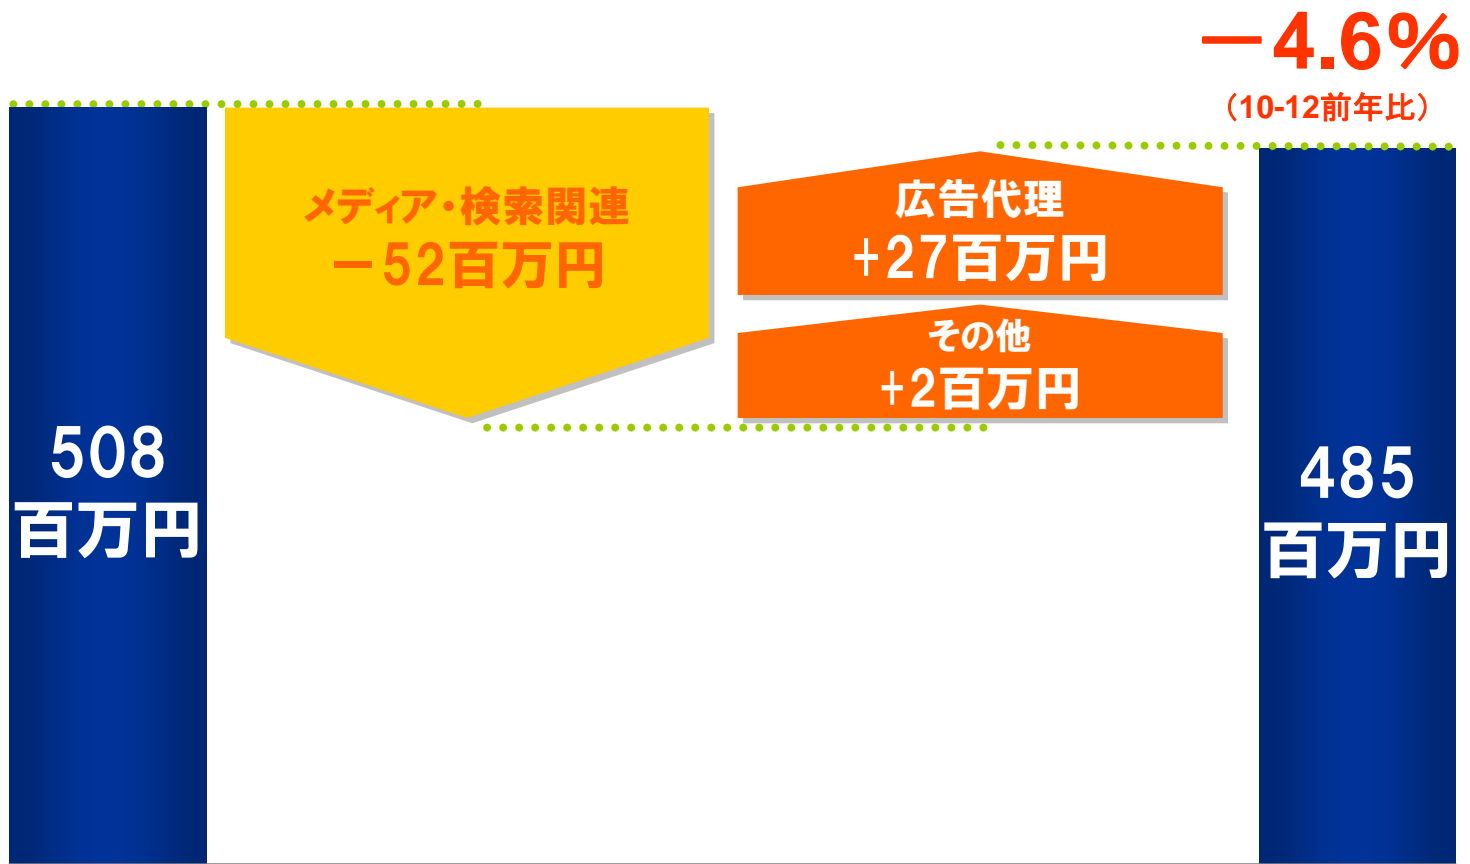 －4.6%
（10-12前年比）
メディア・検索関連
－52百万円
広告代理
+27百万円
その他
+2百万円
508
百万円
485
百万円